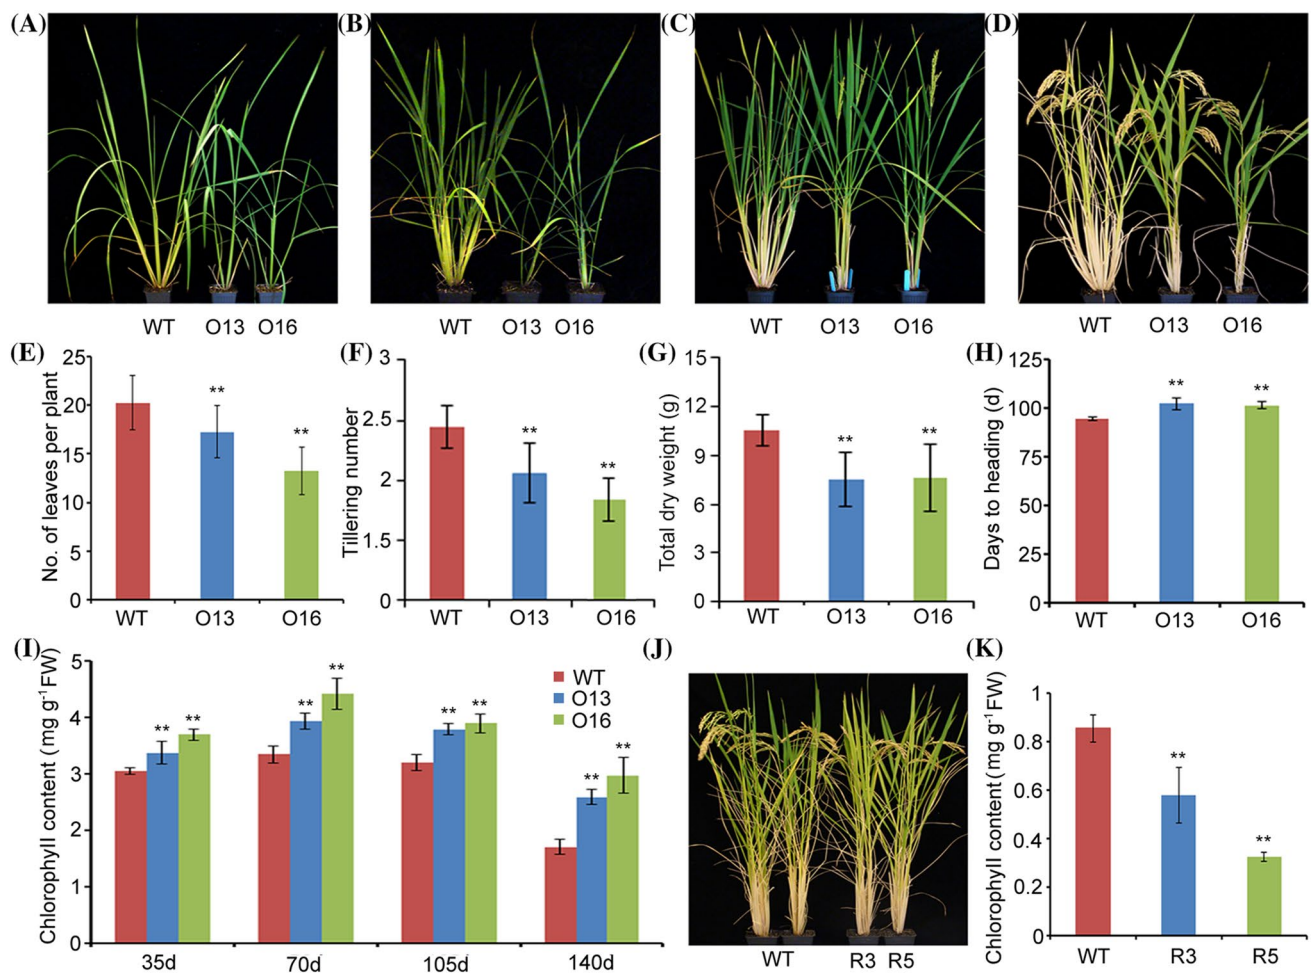 (A)
(B)
(C)
(D)
WT O13 O16
WT O13 O16
WT O13 O16
WT O13 O16
(E)
25
20
15
10
5
0
No. of leaves per plant
**
**
WT O13 O16
(F)
3
2.5
2
1.5
0
Tillering number
**
**
WT O13 O16
(G)
15
12
9
6
3
0
Total dry weight (g)
**
**
WT O13 O16
(H)
125
100
75
50
25
0
Days to heading (d)
**
**
WT O13 O16
(I)
5
4
3
2
1
0
Chlorophyll content (mg g⁻¹ FW)
WT
O13
O16
** **
** **
** **
** **
35d 70d 105d 140d
(J)
WT R3 R5
(K)
1
0.8
0.6
0.4
0.2
0
Chlorophyll content (mg g⁻¹ FW)
**
**
WT R3 R5